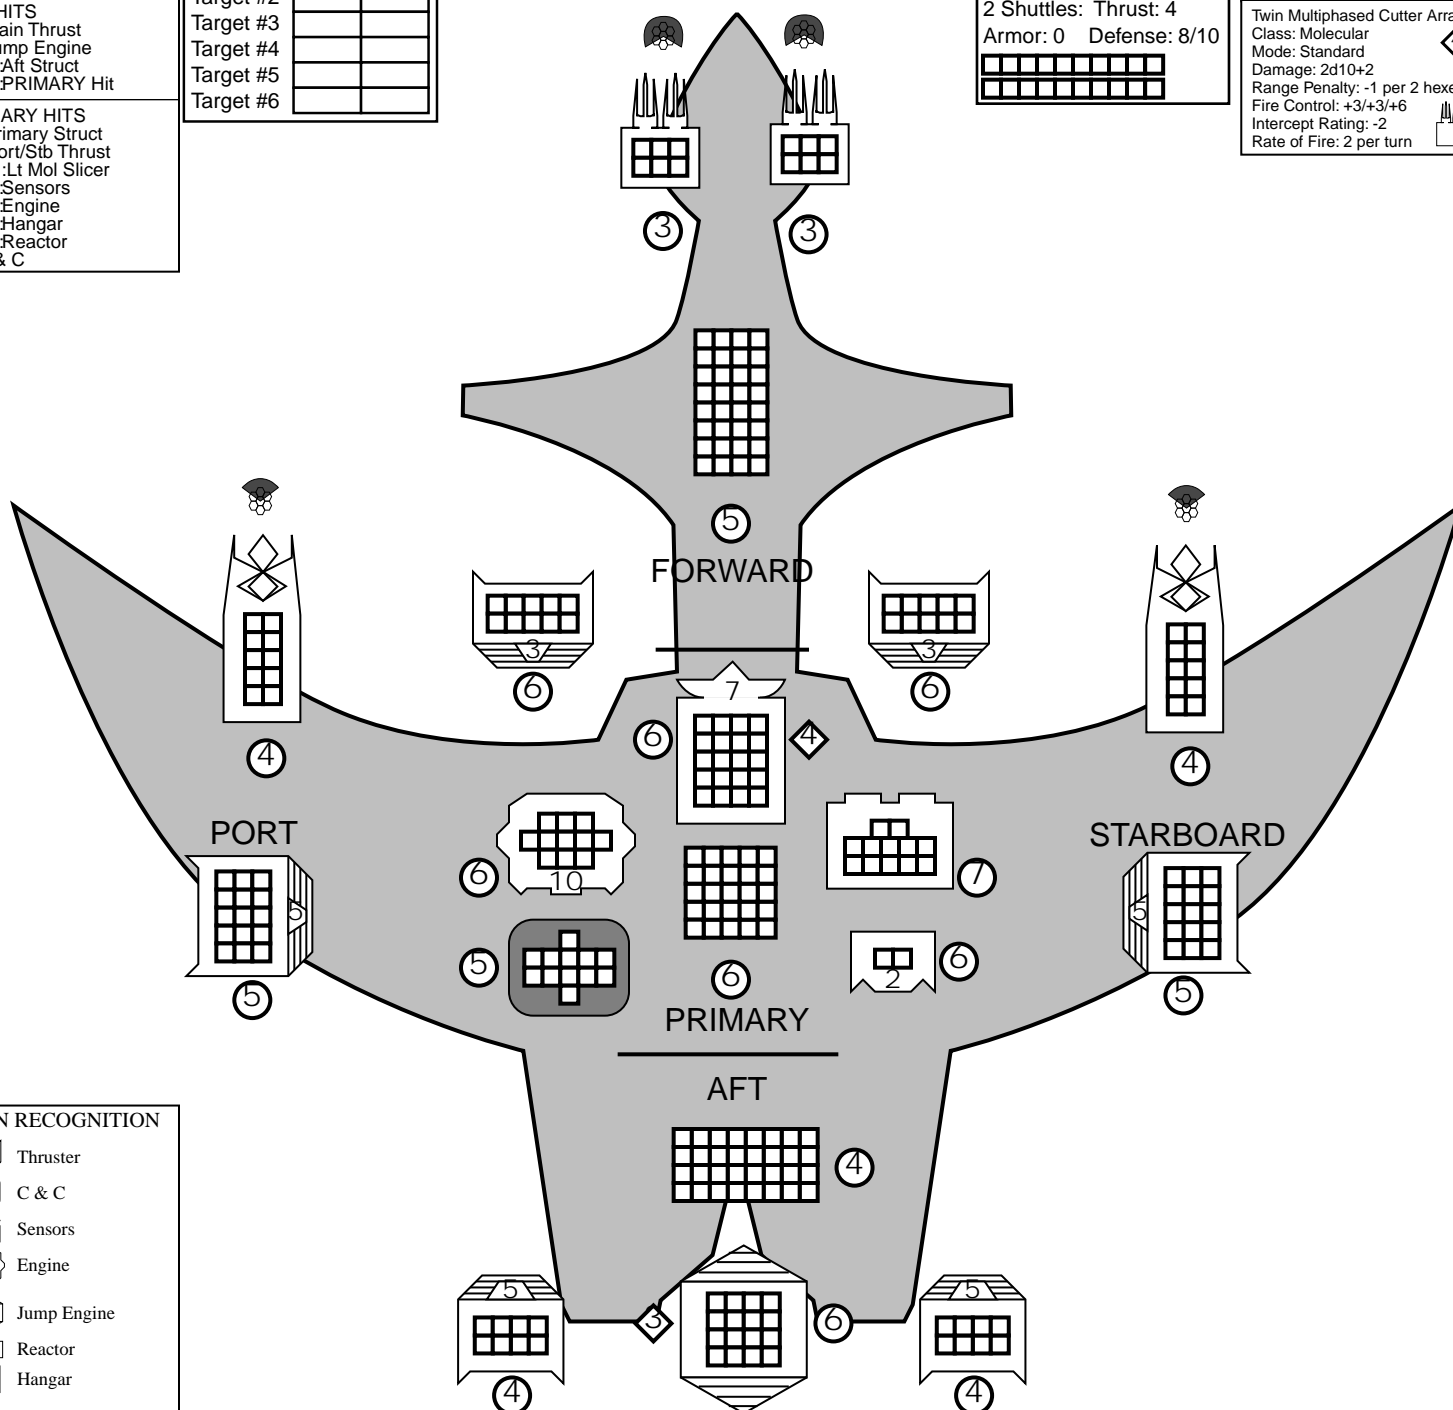 HITS
ain Thrust
ump Engine
:Aft Struct
:PRIMARY Hit
ARY HITS
rimary Struct
ort/Stb Thrust
:Lt Mol Slicer
:Sensors
:Engine
:Hangar
:Reactor
& C
Target #2
Target #3
Target #4
Target #5
Target #6
2 Shuttles: Thrust: 4
Armor: 0 Defense: 8/10
Twin Multiphased Cutter Arra
Class: Molecular
Mode: Standard
Damage: 2d10+2
Range Penalty: -1 per 2 hexe
Fire Control: +3/+3/+6
Intercept Rating: -2
Rate of Fire: 2 per turn
3
3
5
FORWARD
3
3
6
6
7
6
4
4
4
PORT
STARBOARD
10
6
7
5
5
5
6
2
6
5
5
PRIMARY
AFT
4
5
5
3
6
4
4
N RECOGNITION
Thruster
C & C
Sensors
Engine
Jump Engine
Reactor
Hangar